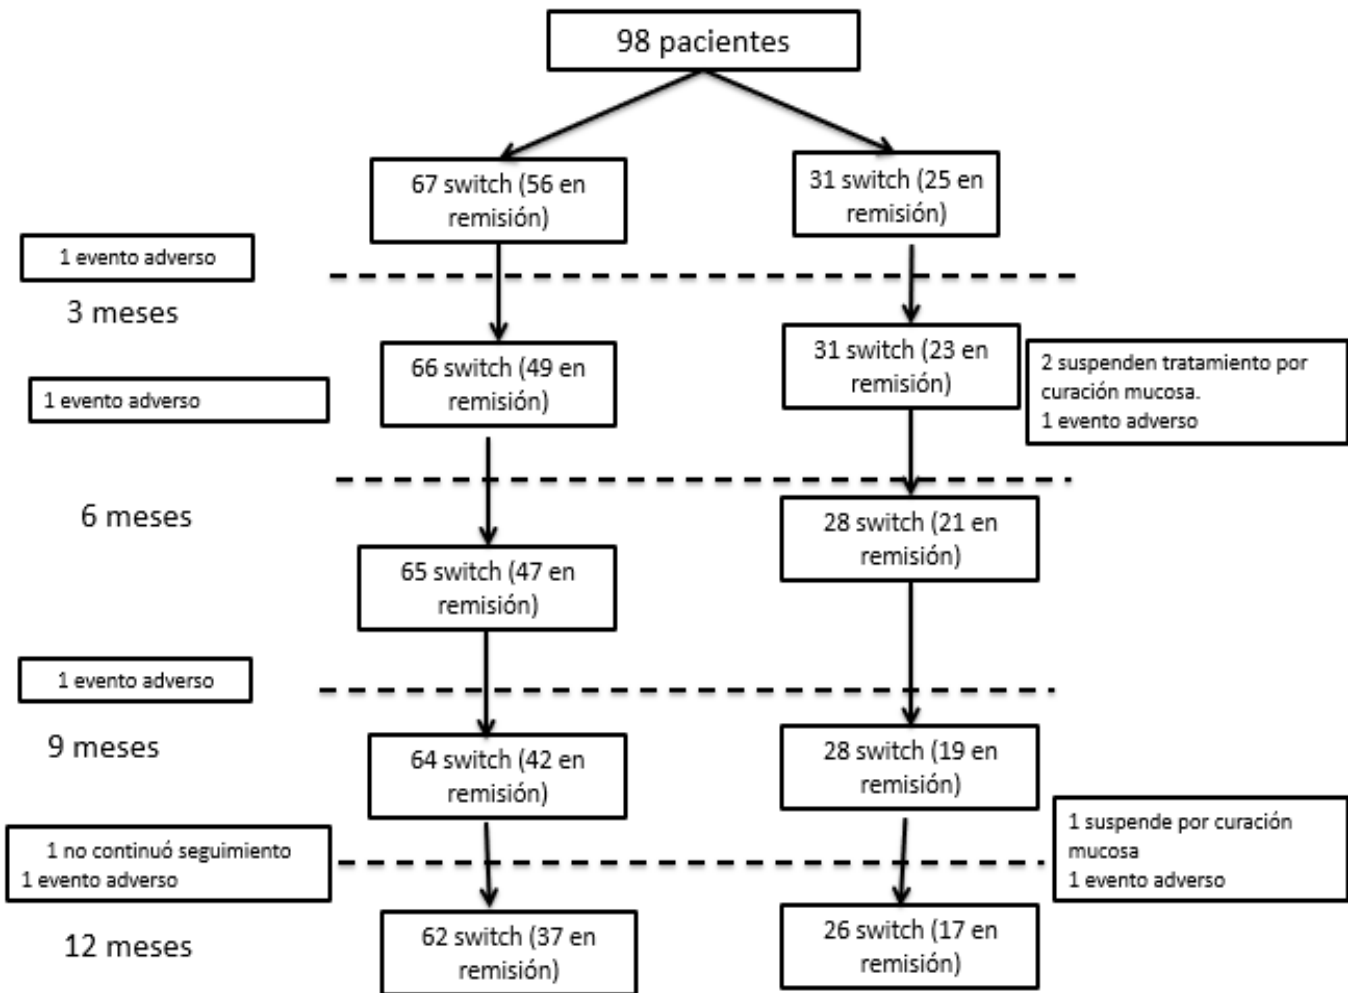 98 pacientes
67 switch (56 en
remisión)
31 switch (25 en
remisión)
1 evento adverso
3 meses
66 switch (49 en
remisión)
31 switch (23 en
remisión)
1 evento adverso
2 suspenden tratamiento por
curación mucosa.
1 evento adverso
6 meses
65 switch (47 en
remisión)
28 switch (21 en
remisión)
1 evento adverso
9 meses
64 switch (42 en
remisión)
28 switch (19 en
remisión)
1 no continuó seguimiento
1 evento adverso
1 suspende por curación
mucosa
1 evento adverso
12 meses
62 switch (37 en
remisión)
26 switch (17 en
remisión)